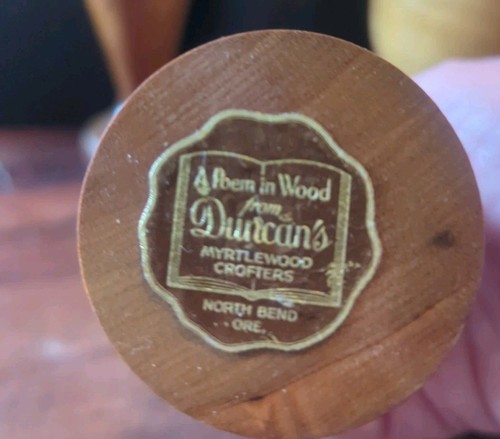 A Poem in Wood
from
Duncan's
MYRTLEWOOD
CROFTERS
NORTH BEND
ORE.